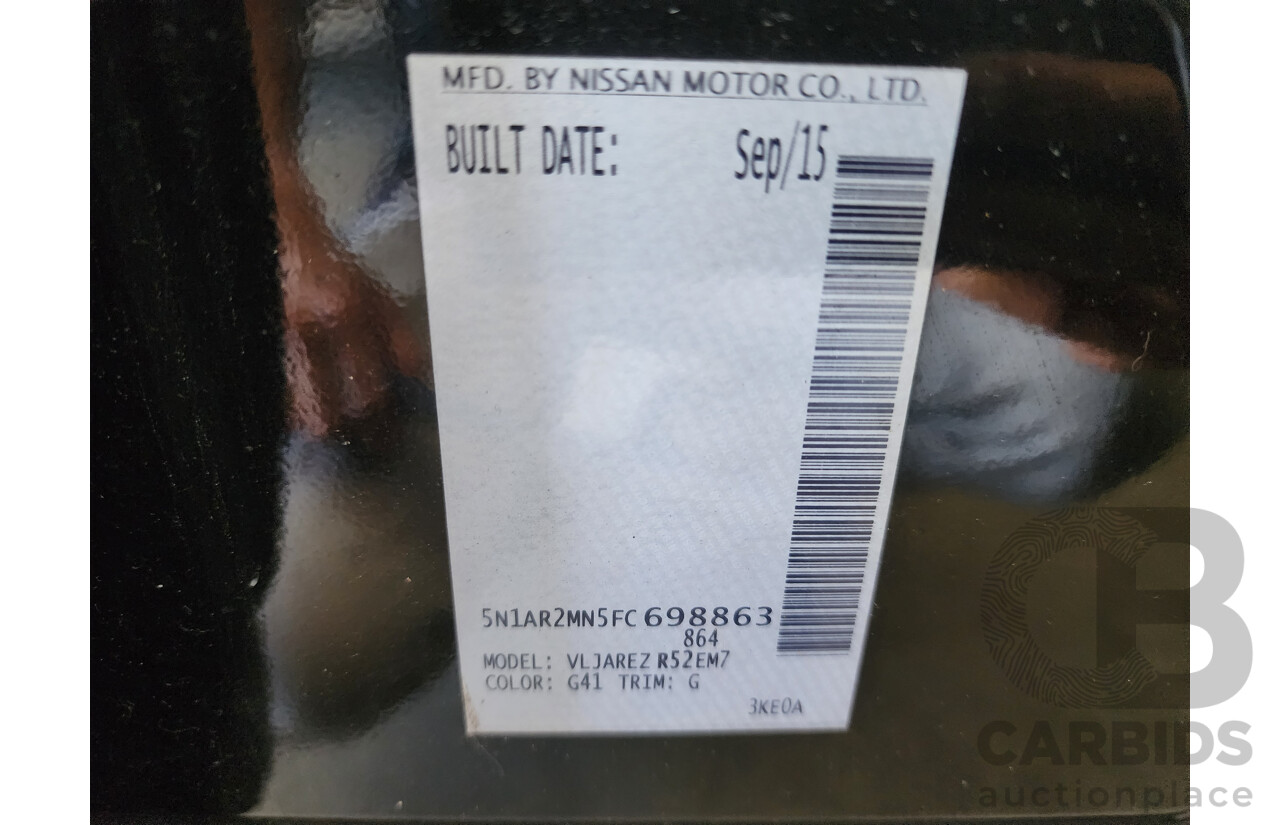 MFD. BY NISSAN MOTOR CO., LTD.
BUILT DATE: Sep/15
5N1AR2MN5FC698863
864
MODEL: VLJAREZ R52EM7
COLOR: G41 TRIM: G
3KE0A
CB
CARBIDS
auctionplace